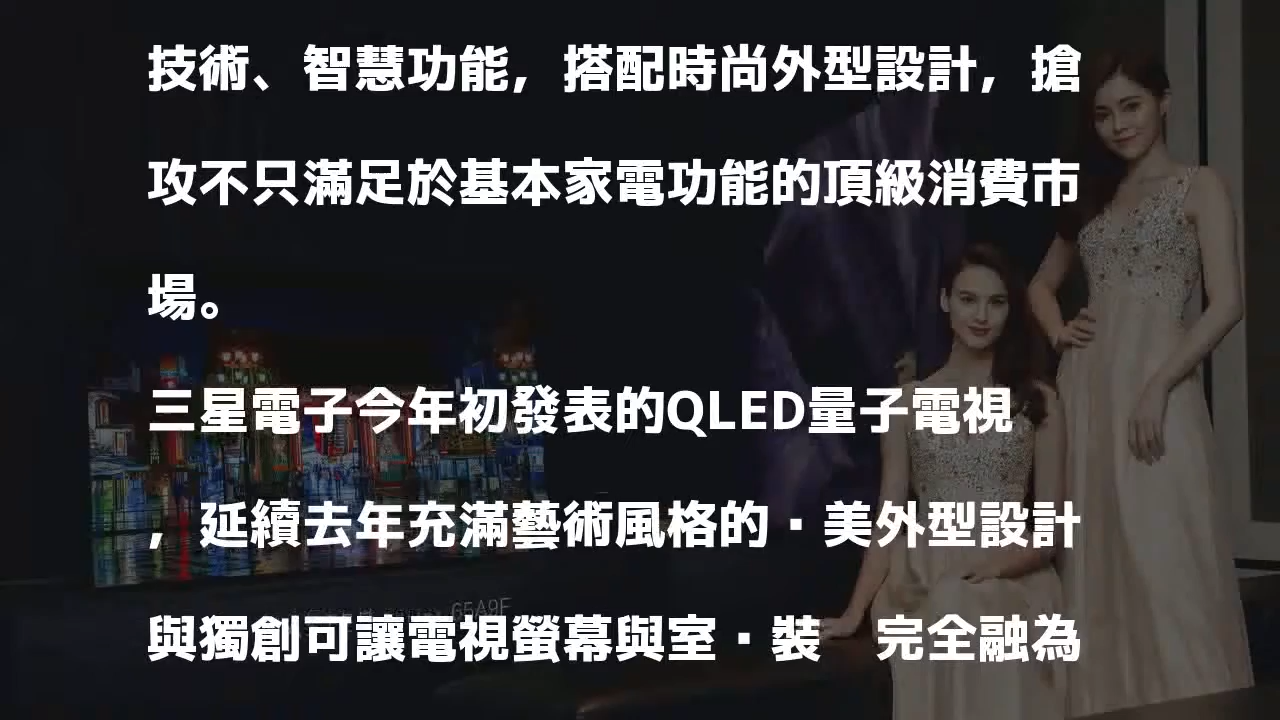 技術、智慧功能，搭配時尚外型設計，搶
攻不只滿足於基本家電功能的頂級消費市
場。
三星電子今年初發表的QLED量子電視
，延續去年充滿藝術風格的▪美外型設計
與獨創可讓電視螢幕與室▪裝　完全融為
65A9F